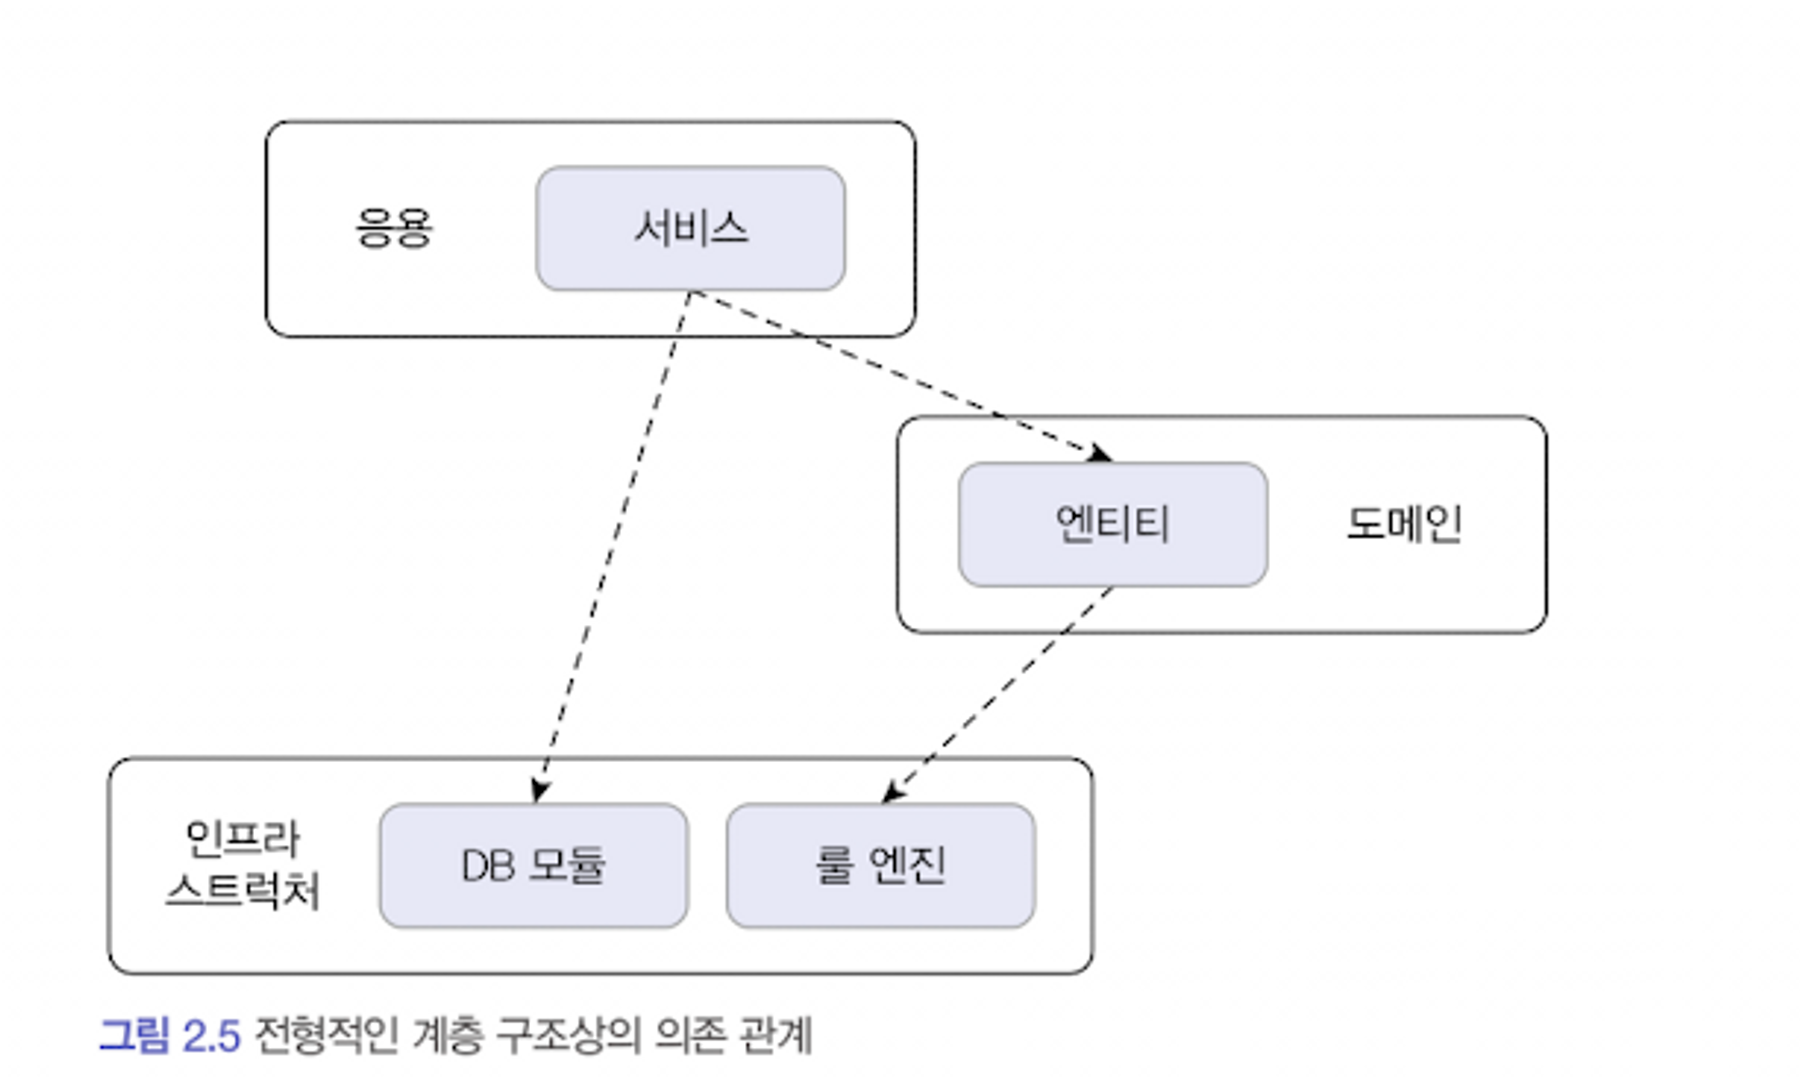 응용
서비스
엔티티
도메인
인프라
스트럭처
DB 모듈
룰 엔진
그림 2.5 전형적인 계층 구조상의 의존 관계